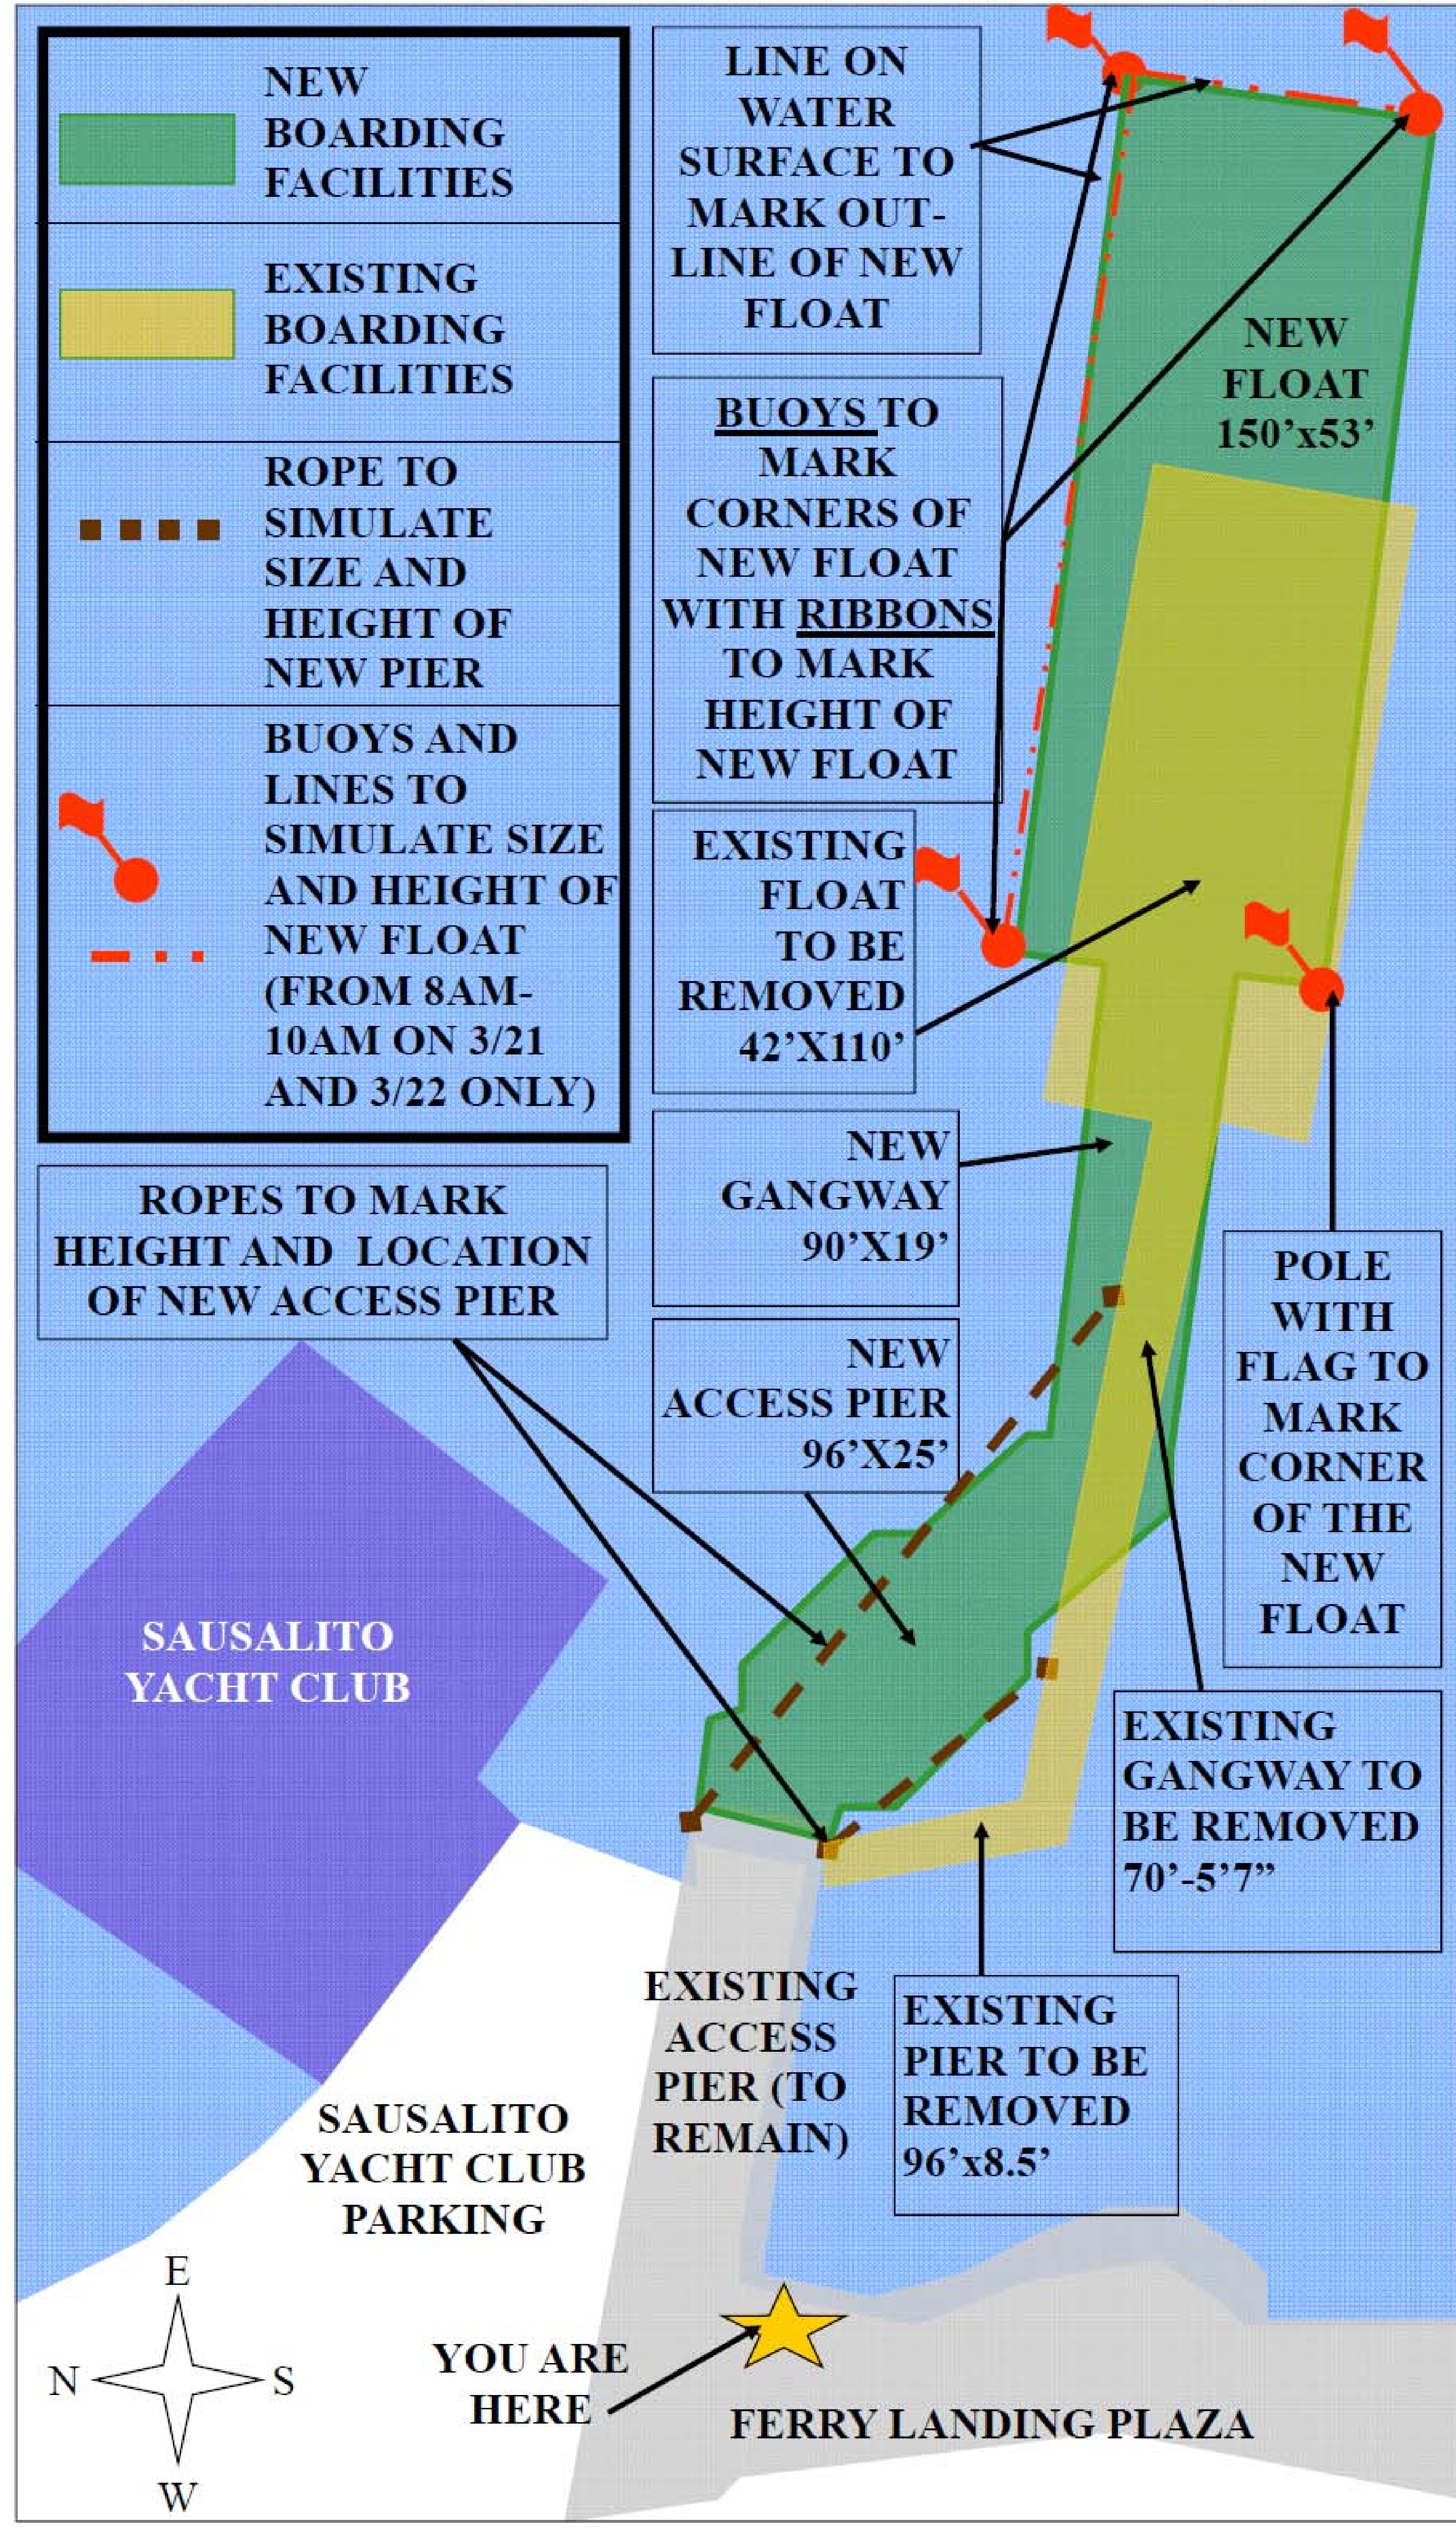 NEW
BOARDING
FACILITIES
EXISTING
BOARDING
FACILITIES
ROPE TO
SIMULATE
SIZE AND
HEIGHT OF
NEW PIER
BUOYS AND
LINES TO
SIMULATE SIZE
AND HEIGHT OF
NEW FLOAT
(FROM 8AM-
10AM ON 3/21
AND 3/22 ONLY)
LINE ON
WATER
SURFACE TO
MARK OUT-
LINE OF NEW
FLOAT
BUOYS TO
MARK
CORNERS OF
NEW FLOAT
WITH RIBBONS
TO MARK
HEIGHT OF
NEW FLOAT
NEW
FLOAT
150’x53’
EXISTING
FLOAT
TO BE
REMOVED
42’X110’
NEW
GANGWAY
90’X19’
NEW
ACCESS PIER
96’X25’
ROPES TO MARK
HEIGHT AND LOCATION
OF NEW ACCESS PIER
POLE
WITH
FLAG TO
MARK
CORNER
OF THE
NEW
FLOAT
SAUSALITO
YACHT CLUB
EXISTING
GANGWAY TO
BE REMOVED
70’-5’7”
EXISTING
ACCESS
PIER (TO
REMAIN)
EXISTING
PIER TO BE
REMOVED
96’x8.5’
SAUSALITO
YACHT CLUB
PARKING
E
N
S
W
YOU ARE
HERE
FERRY LANDING PLAZA